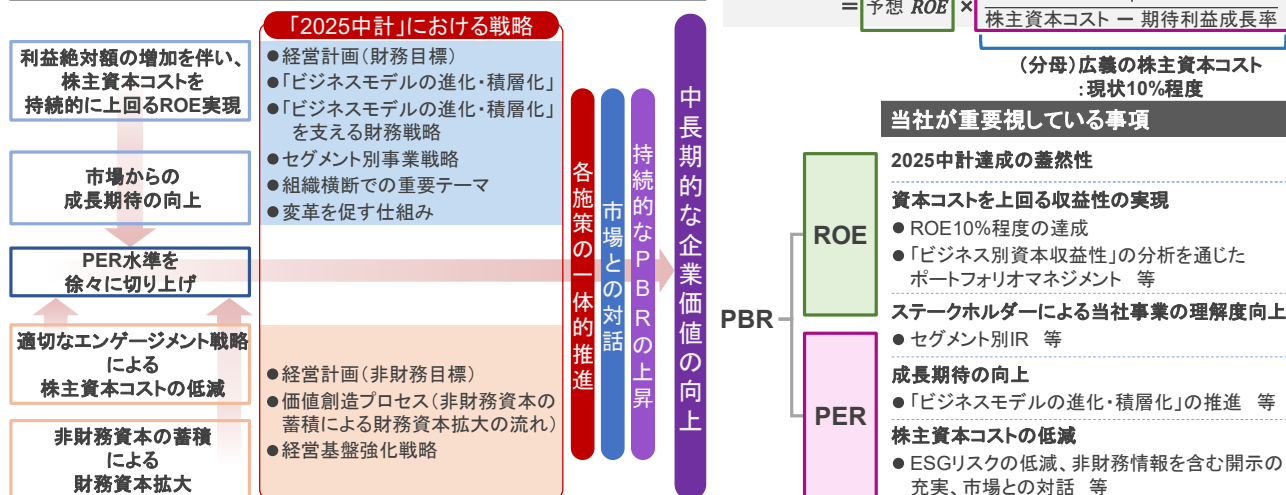 利益絶対額の増加を伴い、
株主資本コストを
持続的に上回るROE実現
市場からの
成長期待の向上
PER水準を
徐々に切り上げ
適切なエンゲージメント戦略
による
株主資本コストの低減
非財務資本の蓄積
による
財務資本拡大
「2025中計」における戦略
●経営計画(財務目標)
●「ビジネスモデルの進化・積層化」
●「ビジネスモデルの進化・積層化」
を支える財務戦略
●セグメント別事業戦略
●組織横断での重要テーマ
●変革を促す仕組み
●経営計画(非財務目標)
●価値創造プロセス(非財務資本の
蓄積による財務資本拡大の流れ)
●経営基盤強化戦略
各施策の一体的推進
市場との対話
持続的なPBRの上昇
中長期的な企業価値の向上
= 予想 ROE ×
株主資本コスト ー 期待利益成長率
(分母)広義の株主資本コスト
:現状10%程度
当社が重要視している事項
PBR
ROE
2025中計達成の蓋然性
資本コストを上回る収益性の実現
● ROE10%程度の達成
● 「ビジネス別資本収益性」の分析を通じた
ポートフォリオマネジメント 等
PER
ステークホルダーによる当社事業の理解度向上
● セグメント別IR 等
成長期待の向上
● 「ビジネスモデルの進化・積層化」の推進 等
株主資本コストの低減
● ESGリスクの低減、非財務情報を含む開示の
充実、市場との対話 等